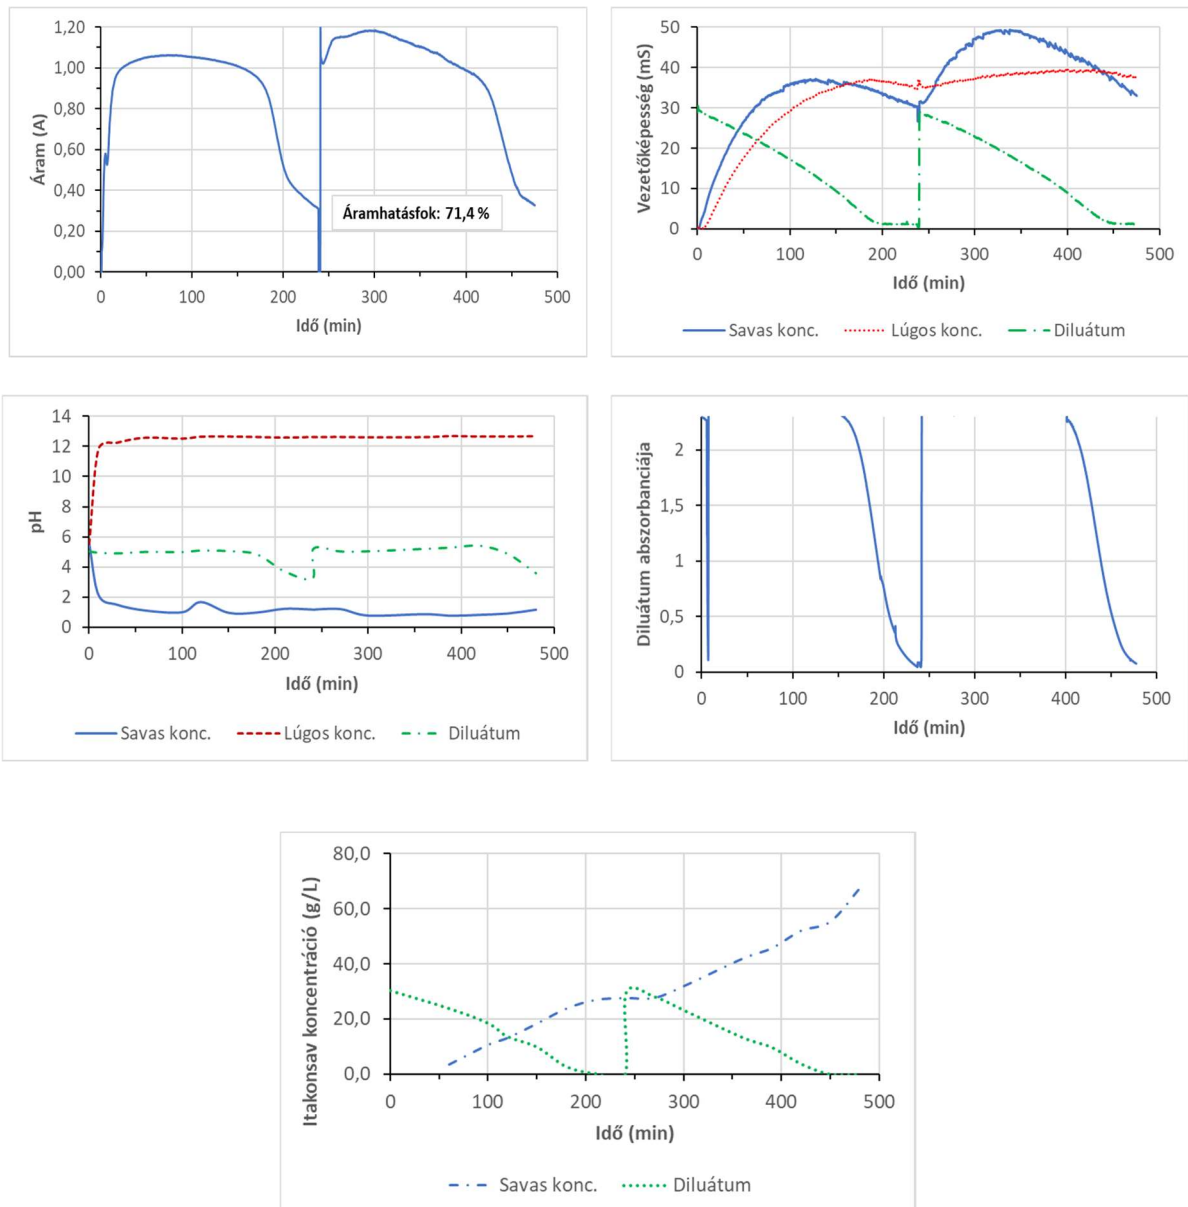 Áram (A)
1,20
1,00
0,80
0,60
0,40
0,20
0,00
Áramhatásfok: 71,4 %
0 100 200 300 400 500
Idő (min)
Vezetőképesség (mS)
50
40
30
20
10
0
0 100 200 300 400 500
Idő (min)
Savas konc. Lúgos konc. Diluátum
pH
14
12
10
8
6
4
2
0
0 100 200 300 400 500
Idő (min)
Savas konc. Lúgos konc. Diluátum
Diluátum abszorbanciája
2
1,5
1
0,5
0
0 100 200 300 400 500
Idő (min)
Itakonsav koncentráció (g/L)
80,0
60,0
40,0
20,0
0,0
0 100 200 300 400 500
Idő (min)
Savas konc. Diluátum